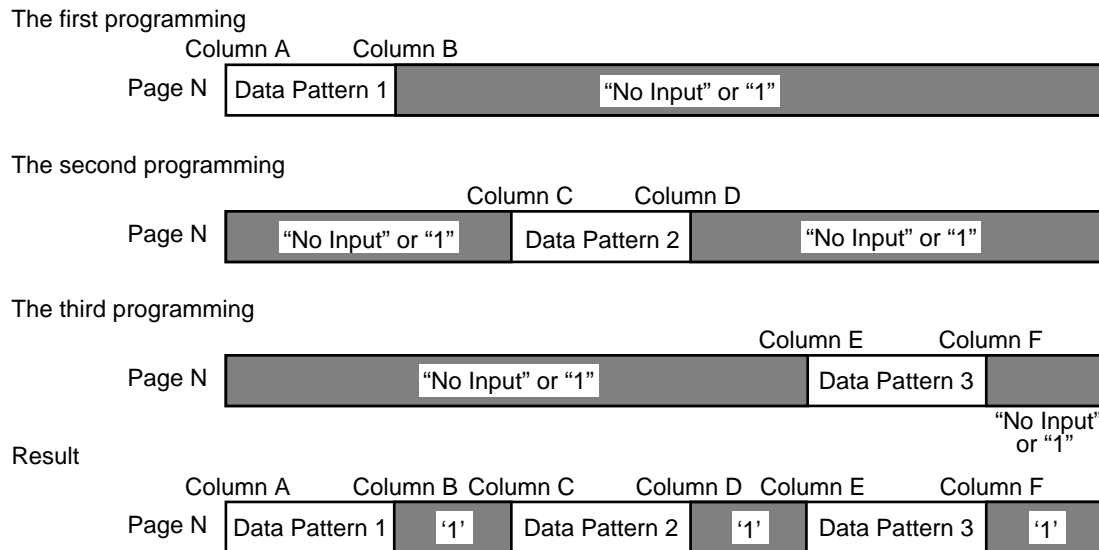 The first programming
Column A Column B
Page N Data Pattern 1 “No Input” or “1”
The second programming
Column C Column D
Page N “No Input” or “1” Data Pattern 2 “No Input” or “1”
The third programming
Column E Column F
Page N “No Input” or “1” Data Pattern 3
“No Input”
or “1”
Result
Column A Column B Column C Column D Column E Column F
Page N Data Pattern 1 ‘1’ Data Pattern 2 ‘1’ Data Pattern 3 ‘1’